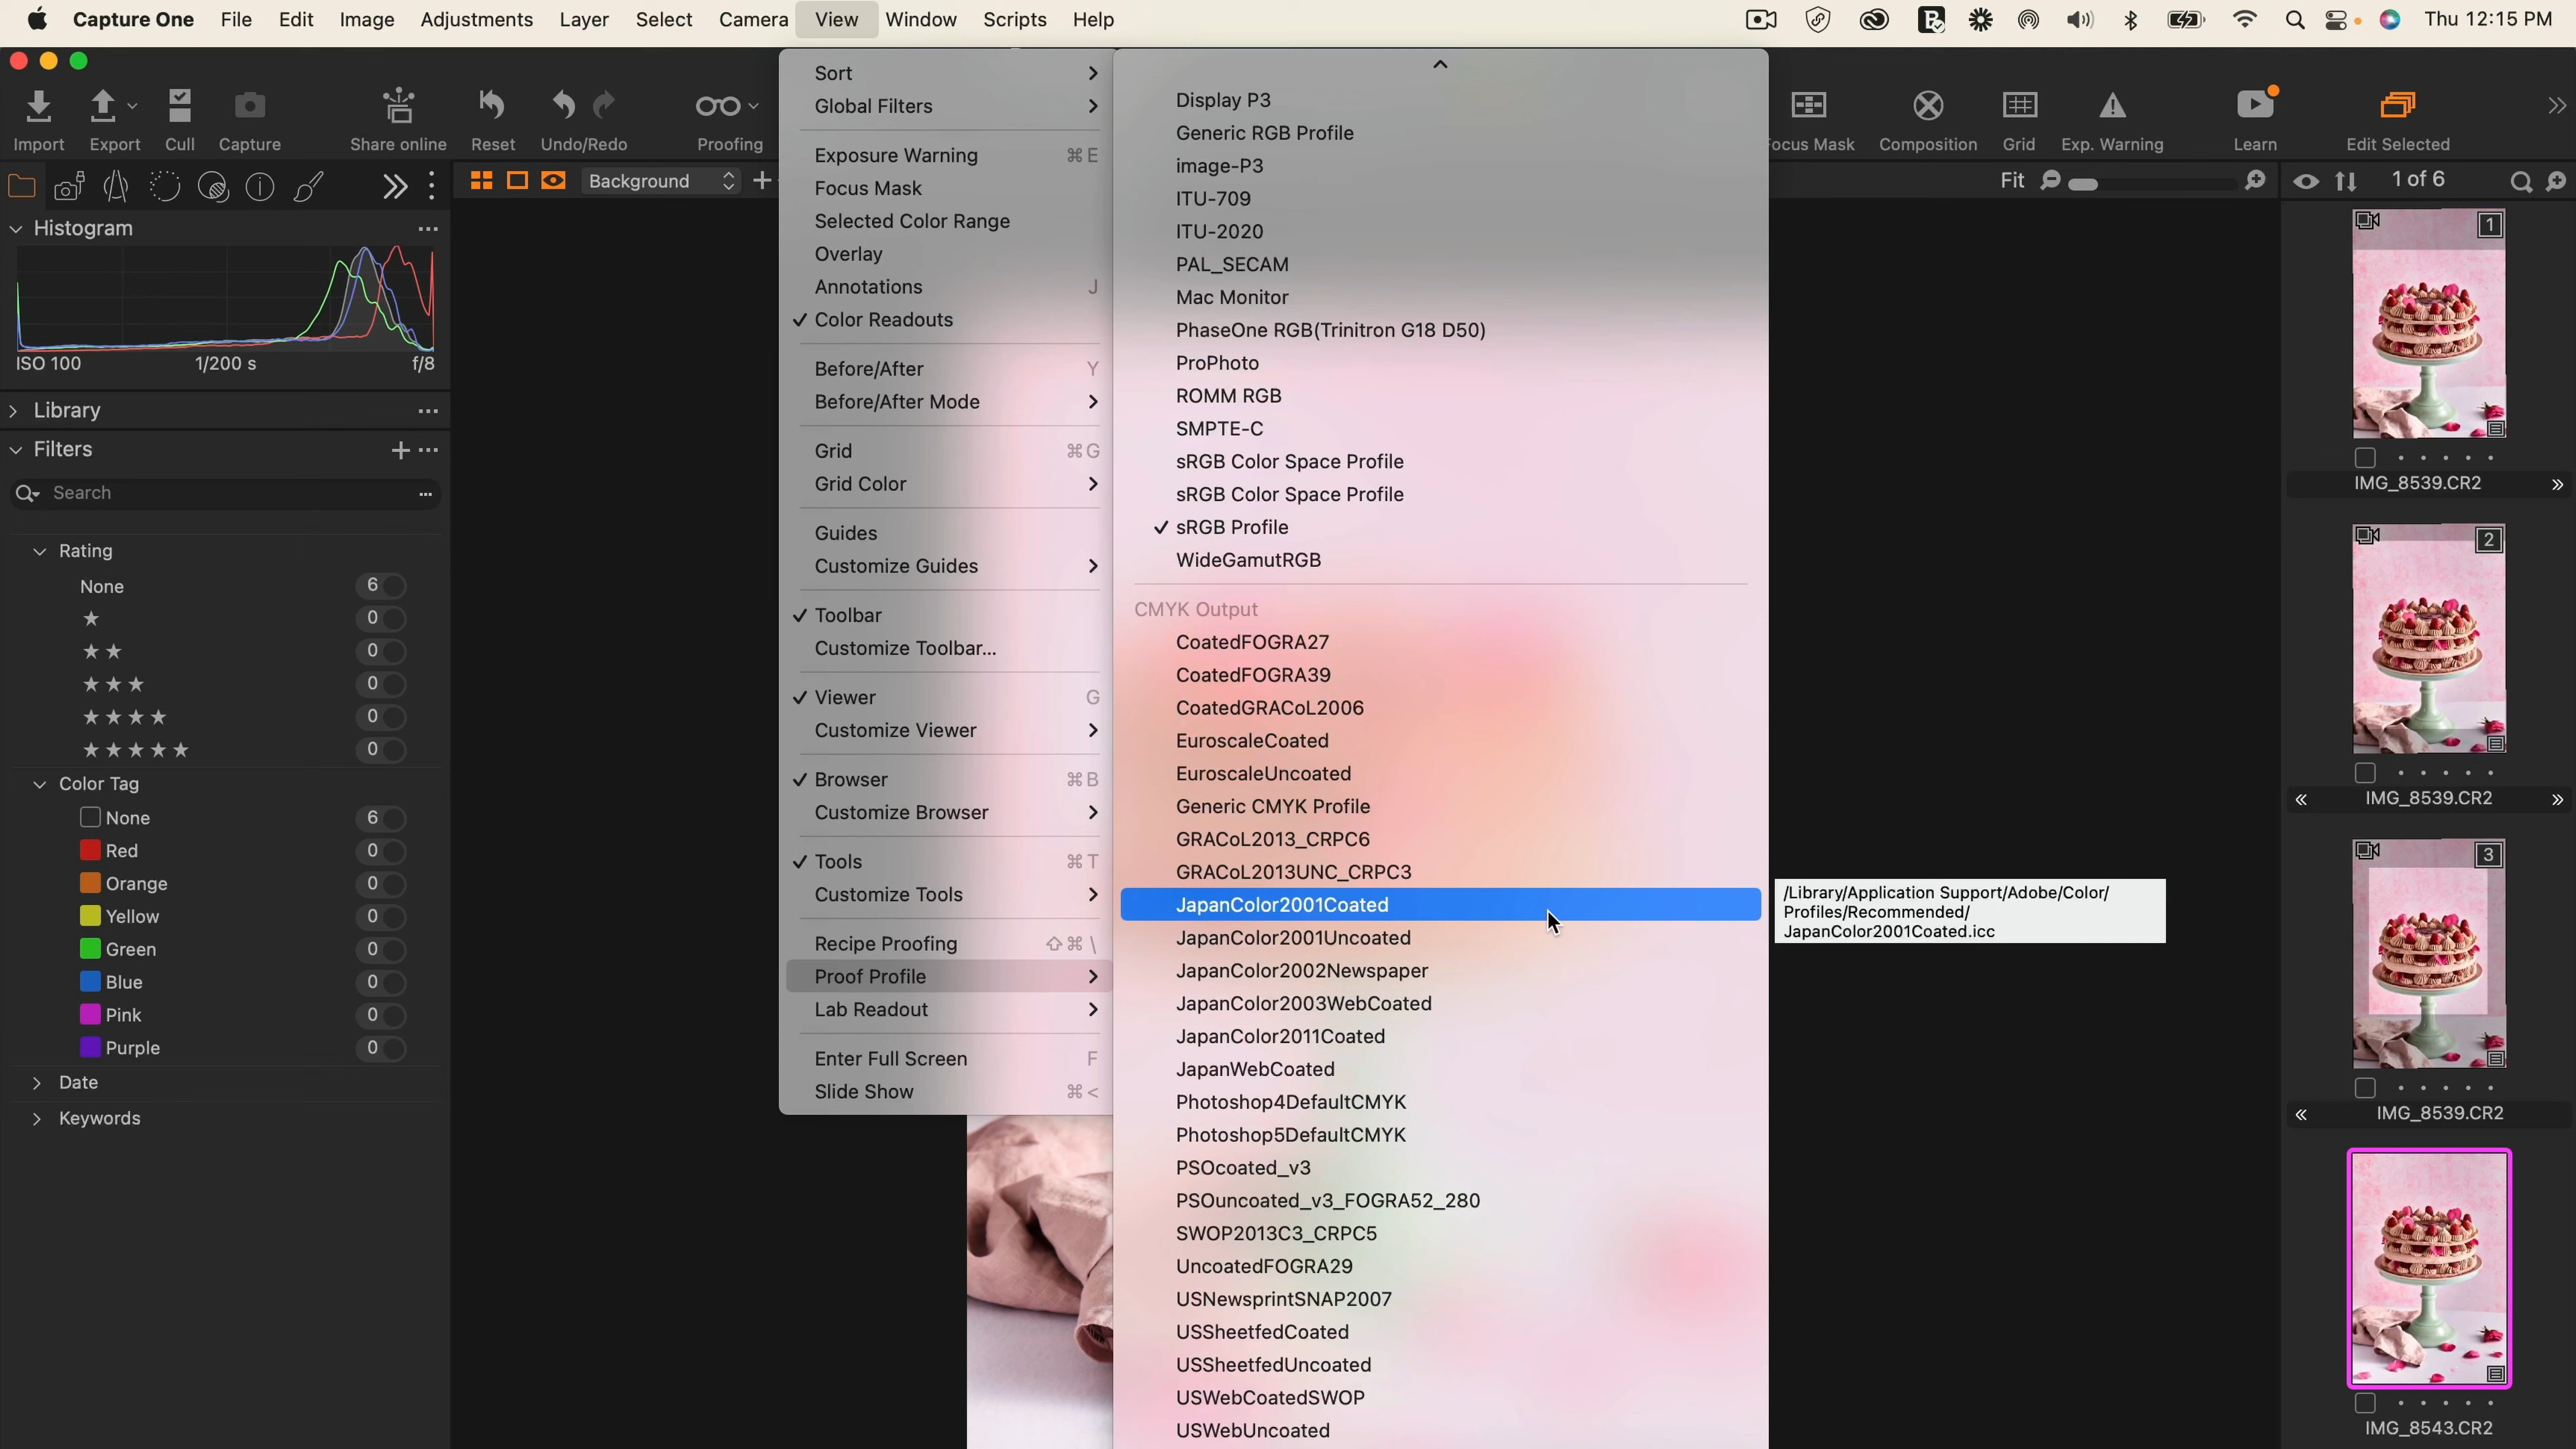 Capture One File Edit Image Adjustments Layer Select Camera View Window Scripts Help Thu 12:15 PM
Import Export Cull Capture Share online Reset Undo/Redo Proofing
Focus Mask Composition Grid Exp. Warning Learn Edit Selected
Background
Fit
1 of 6
Histogram
ISO 100 1/200 s f/8
Library
Filters
Search
Rating
None 6
★ 0
★★ 0
★★★ 0
★★★★ 0
★★★★★ 0
Color Tag
None 6
Red 0
Orange 0
Yellow 0
Green 0
Blue 0
Pink 0
Purple 0
Date
Keywords
Sort
Global Filters
Exposure Warning ⌘E
Focus Mask
Selected Color Range
Overlay
Annotations J
✓ Color Readouts
Before/After Y
Before/After Mode
Grid ⌘G
Grid Color
Guides
Customize Guides
✓ Toolbar
Customize Toolbar...
✓ Viewer G
Customize Viewer
✓ Browser ⌘B
Customize Browser
✓ Tools ⌘T
Customize Tools
Recipe Proofing ⇧⌘\
Proof Profile
Lab Readout
Enter Full Screen F
Slide Show ⌘<
Display P3
Generic RGB Profile
image-P3
ITU-709
ITU-2020
PAL_SECAM
Mac Monitor
PhaseOne RGB(Trinitron G18 D50)
ProPhoto
ROMM RGB
SMPTE-C
sRGB Color Space Profile
sRGB Color Space Profile
✓ sRGB Profile
WideGamutRGB
CMYK Output
CoatedFOGRA27
CoatedFOGRA39
CoatedGRACoL2006
EuroscaleCoated
EuroscaleUncoated
Generic CMYK Profile
GRACoL2013_CRPC6
GRACoL2013UNC_CRPC3
JapanColor2001Coated
JapanColor2001Uncoated
JapanColor2002Newspaper
JapanColor2003WebCoated
JapanColor2011Coated
JapanWebCoated
Photoshop4DefaultCMYK
Photoshop5DefaultCMYK
PSOcoated_v3
PSOuncoated_v3_FOGRA52_280
SWOP2013C3_CRPC5
UncoatedFOGRA29
USNewsprintSNAP2007
USSheetfedCoated
USSheetfedUncoated
USWebCoatedSWOP
USWebUncoated
/Library/Application Support/Adobe/Color/
Profiles/Recommended/
JapanColor2001Coated.icc
1
IMG_8539.CR2
2
IMG_8539.CR2
3
IMG_8539.CR2
IMG_8543.CR2